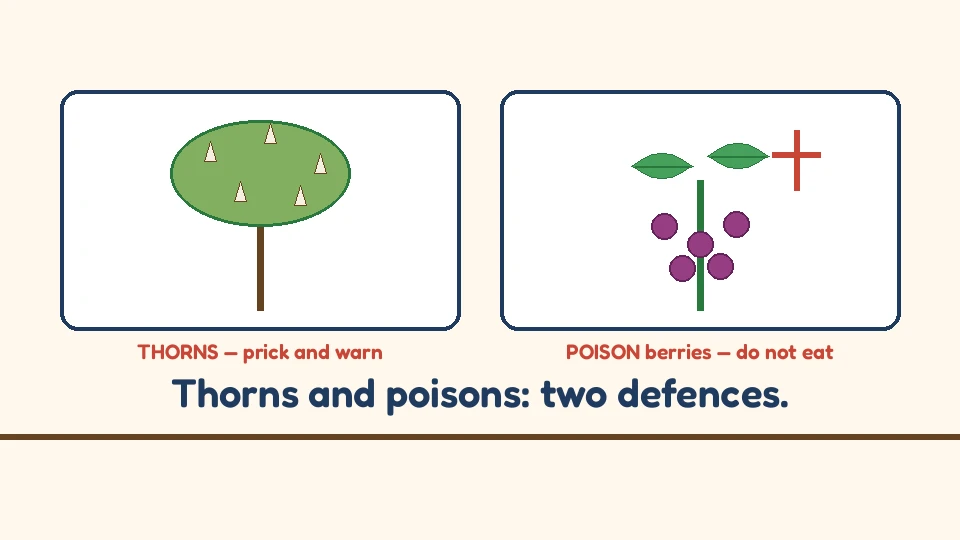 THORNS — prick and warn
POISON berries — do not eat
Thorns and poisons: two defences.